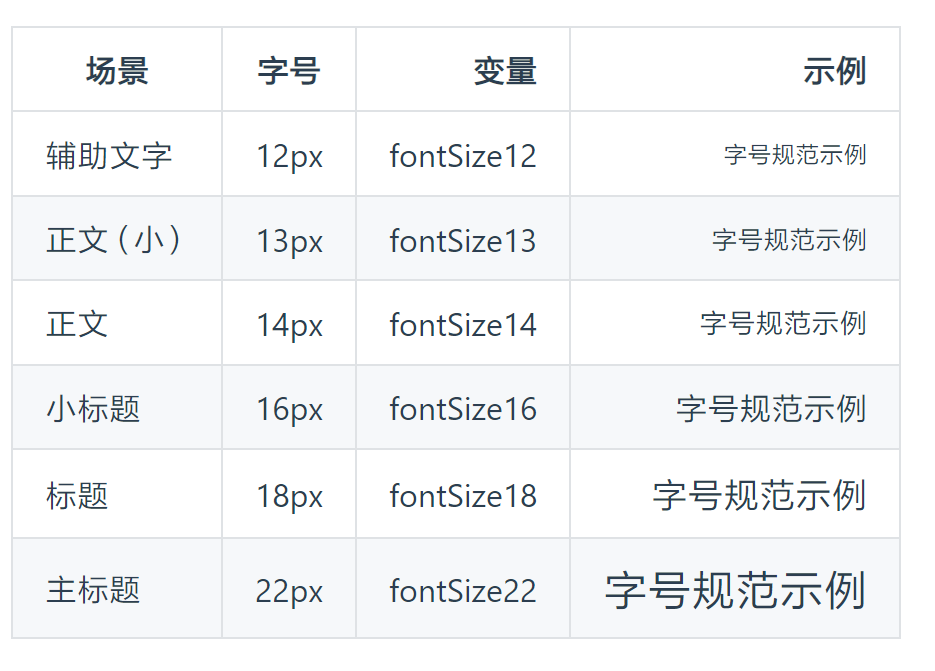 场景 字号 变量 示例
辅助文字 12px fontSize12 字号规范示例
正文（小） 13px fontSize13 字号规范示例
正文 14px fontSize14 字号规范示例
小标题 16px fontSize16 字号规范示例
标题 18px fontSize18 字号规范示例
主标题 22px fontSize22 字号规范示例